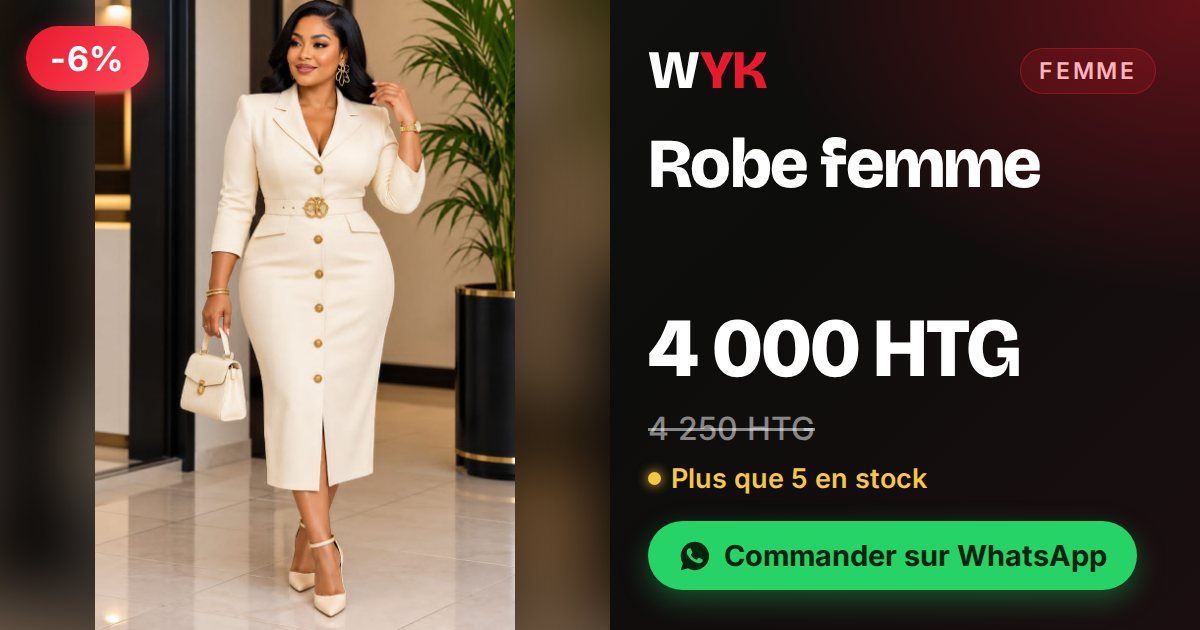 -6%
WYK
FEMME
Robe femme
4 000 HTG
4 250 HTG
Plus que 5 en stock
Commander sur WhatsApp